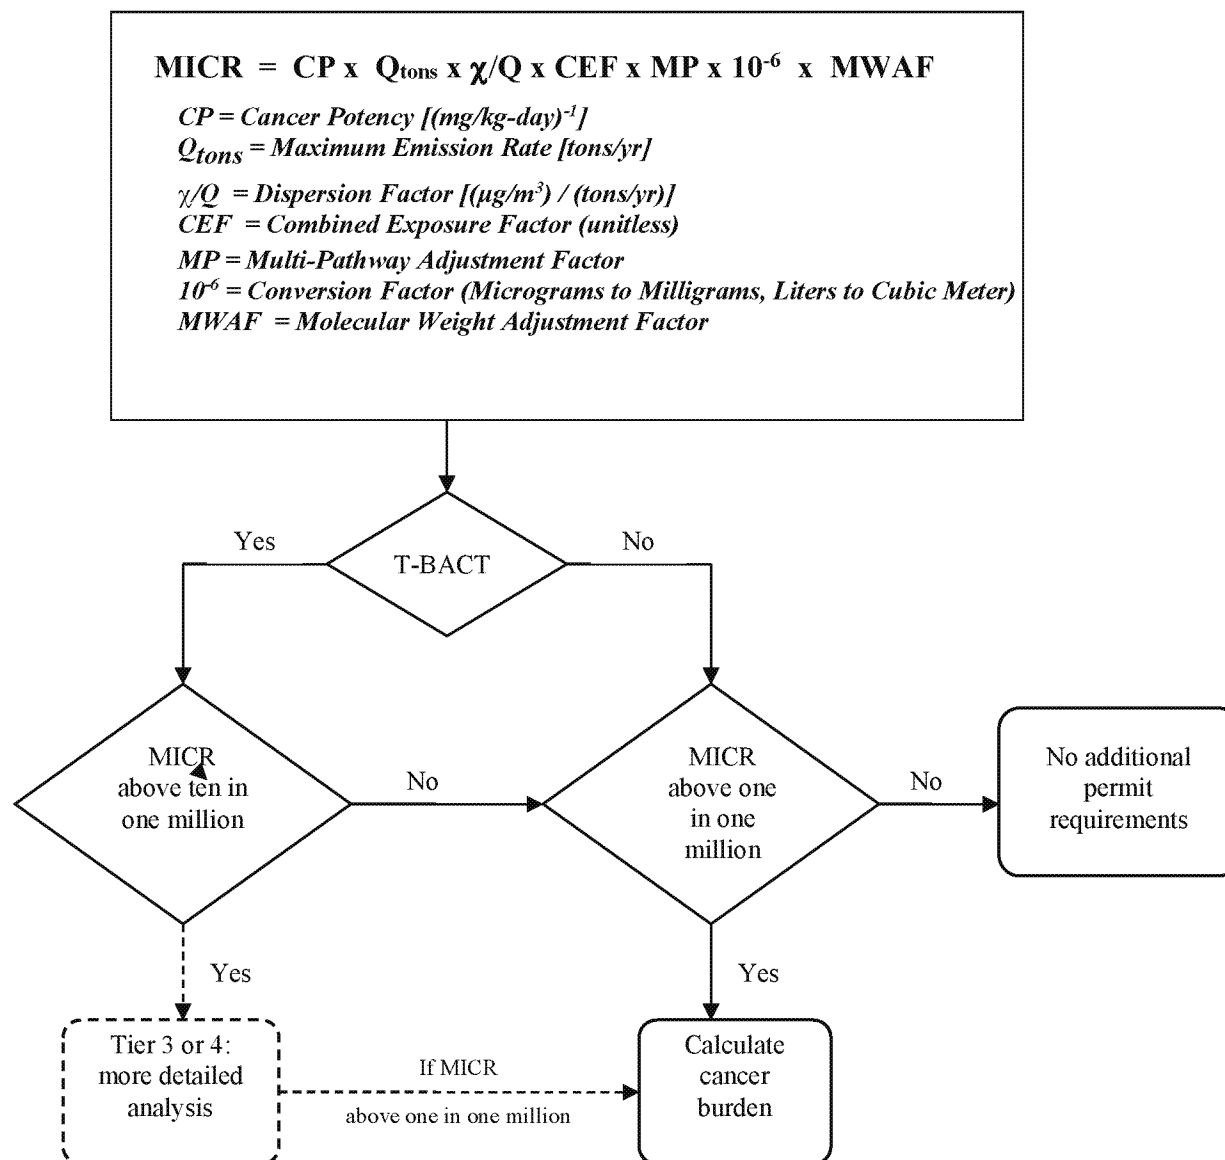 MICR = CP x Qtons x χ/Q x CEF x MP x 10⁻⁶ x MWAF
CP = Cancer Potency [(mg/kg-day)⁻¹]
Qtons = Maximum Emission Rate [tons/yr]
χ/Q = Dispersion Factor [(µg/m³) / (tons/yr)]
CEF = Combined Exposure Factor (unitless)
MP = Multi-Pathway Adjustment Factor
10⁻⁶ = Conversion Factor (Micrograms to Milligrams, Liters to Cubic Meter)
MWAF = Molecular Weight Adjustment Factor
Yes
T-BACT
No
MICR
above ten in
one million
No
MICR
above one
in one
million
No
No additional
permit
requirements
Yes
Yes
Tier 3 or 4:
more detailed
analysis
If MICR
above one in one million
Calculate
cancer
burden